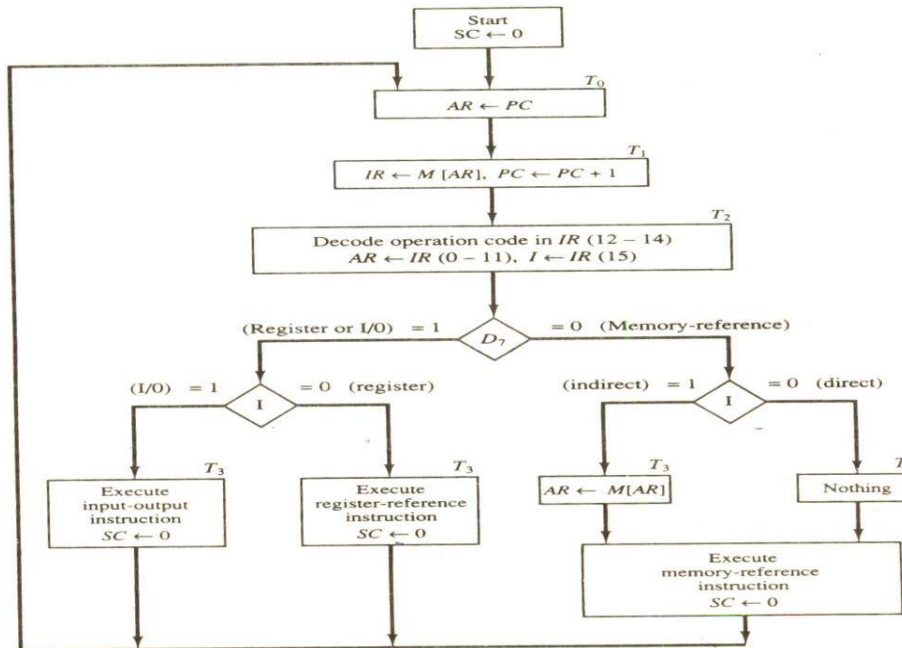 Start
SC ← 0
T₀
AR ← PC
T₁
IR ← M [AR], PC ← PC + 1
T₂
Decode operation code in IR (12 – 14)
AR ← IR (0 – 11), I ← IR (15)
(Register or I/0) = 1
D₇
= 0 (Memory-reference)
(I/0) = 1
I
= 0 (register)
(indirect) = 1
I
= 0 (direct)
T₃
Execute
input-output
instruction
SC ← 0
T₃
Execute
register-reference
instruction
SC ← 0
T₃
AR ← M[AR]
T
Nothing
Execute
memory-reference
instruction
SC ← 0